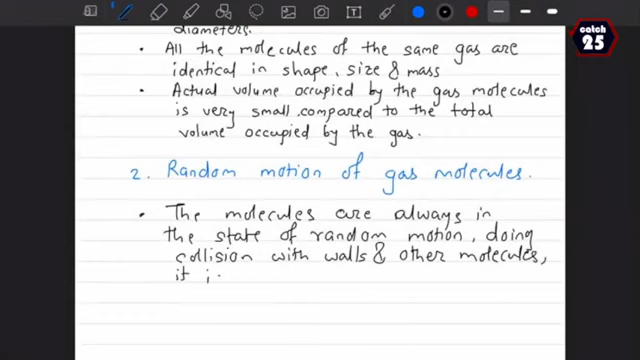 diameters.
• All the molecules of the same gas are
identical in shape, size & mass
• Actual volume occupied by the gas molecules
is very small compared to the total
volume occupied by the gas.
2. Random motion of gas molecules.
• The molecules are always in
the state of random motion, doing
collision with walls & other molecules,
it i
catch
25